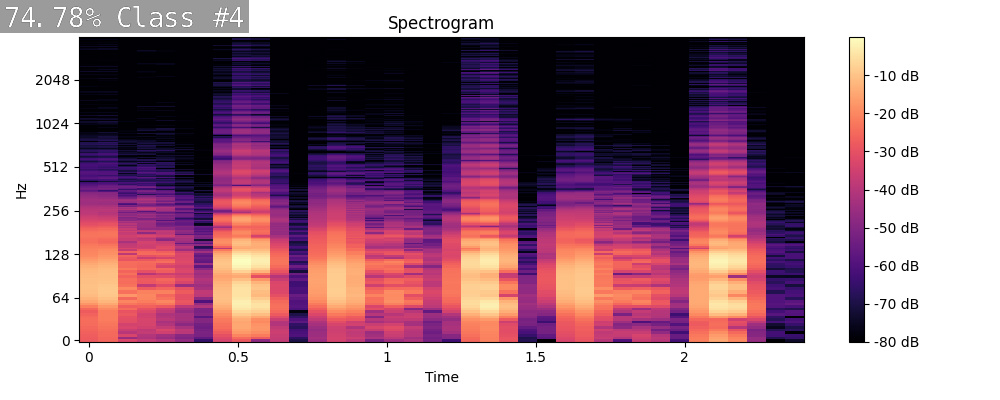 74.78% Class #4
Spectrogram
Hz
2048
1024
512
256
128
64
0
0
0.5
1
1.5
2
Time
-10 dB
-20 dB
-30 dB
-40 dB
-50 dB
-60 dB
-70 dB
-80 dB